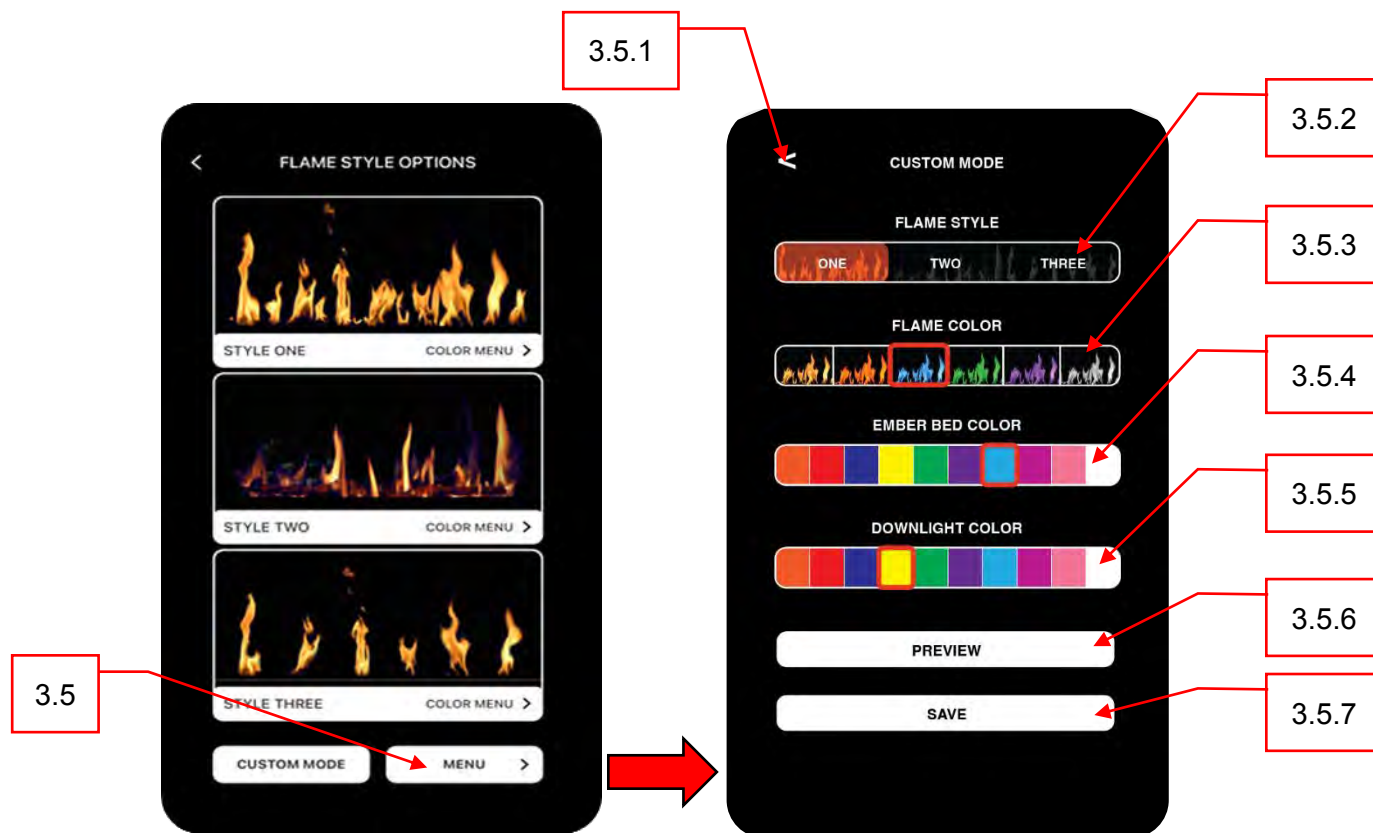 3.5.1
3.5.2
3.5.3
3.5.4
3.5.5
3.5.6
3.5.7
3.5
< FLAME STYLE OPTIONS
STYLE ONE COLOR MENU >
STYLE TWO COLOR MENU >
STYLE THREE COLOR MENU >
CUSTOM MODE MENU >
< CUSTOM MODE
FLAME STYLE
ONE TWO THREE
FLAME COLOR
EMBER BED COLOR
DOWNLIGHT COLOR
PREVIEW
SAVE